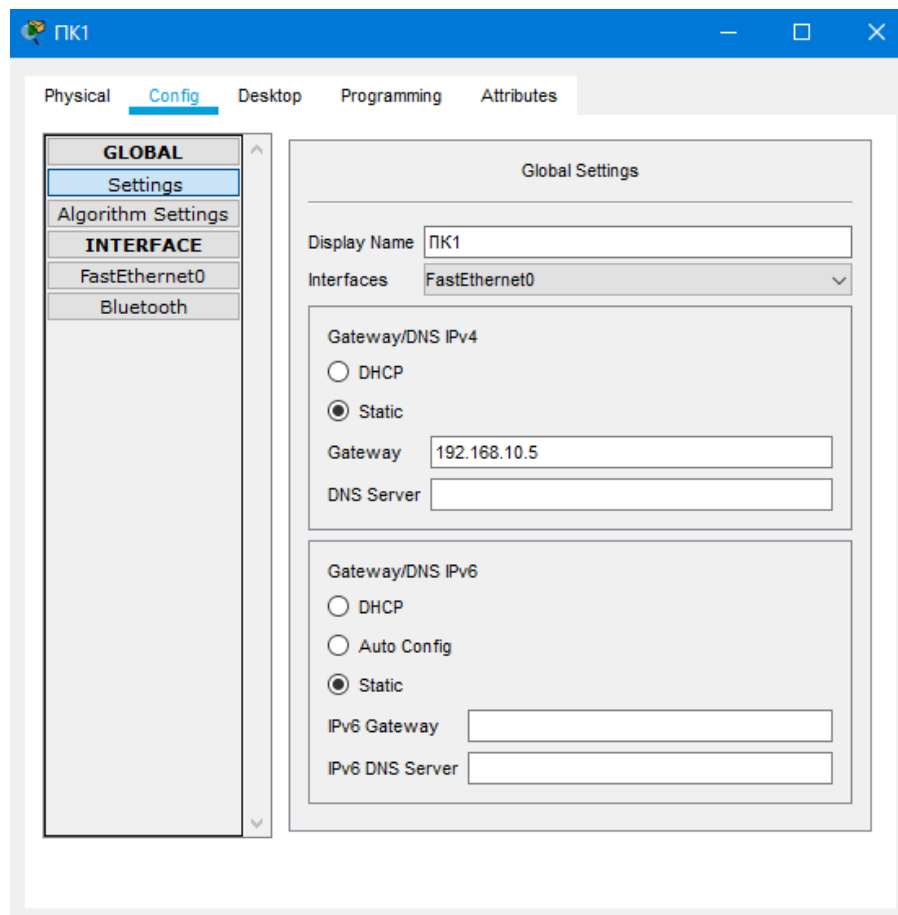 ПК1
Physical Config Desktop Programming Attributes
GLOBAL
Settings
Algorithm Settings
INTERFACE
FastEthernet0
Bluetooth
Global Settings
Display Name ПК1
Interfaces FastEthernet0
Gateway/DNS IPv4
DHCP
Static
Gateway 192.168.10.5
DNS Server
Gateway/DNS IPv6
DHCP
Auto Config
Static
IPv6 Gateway
IPv6 DNS Server